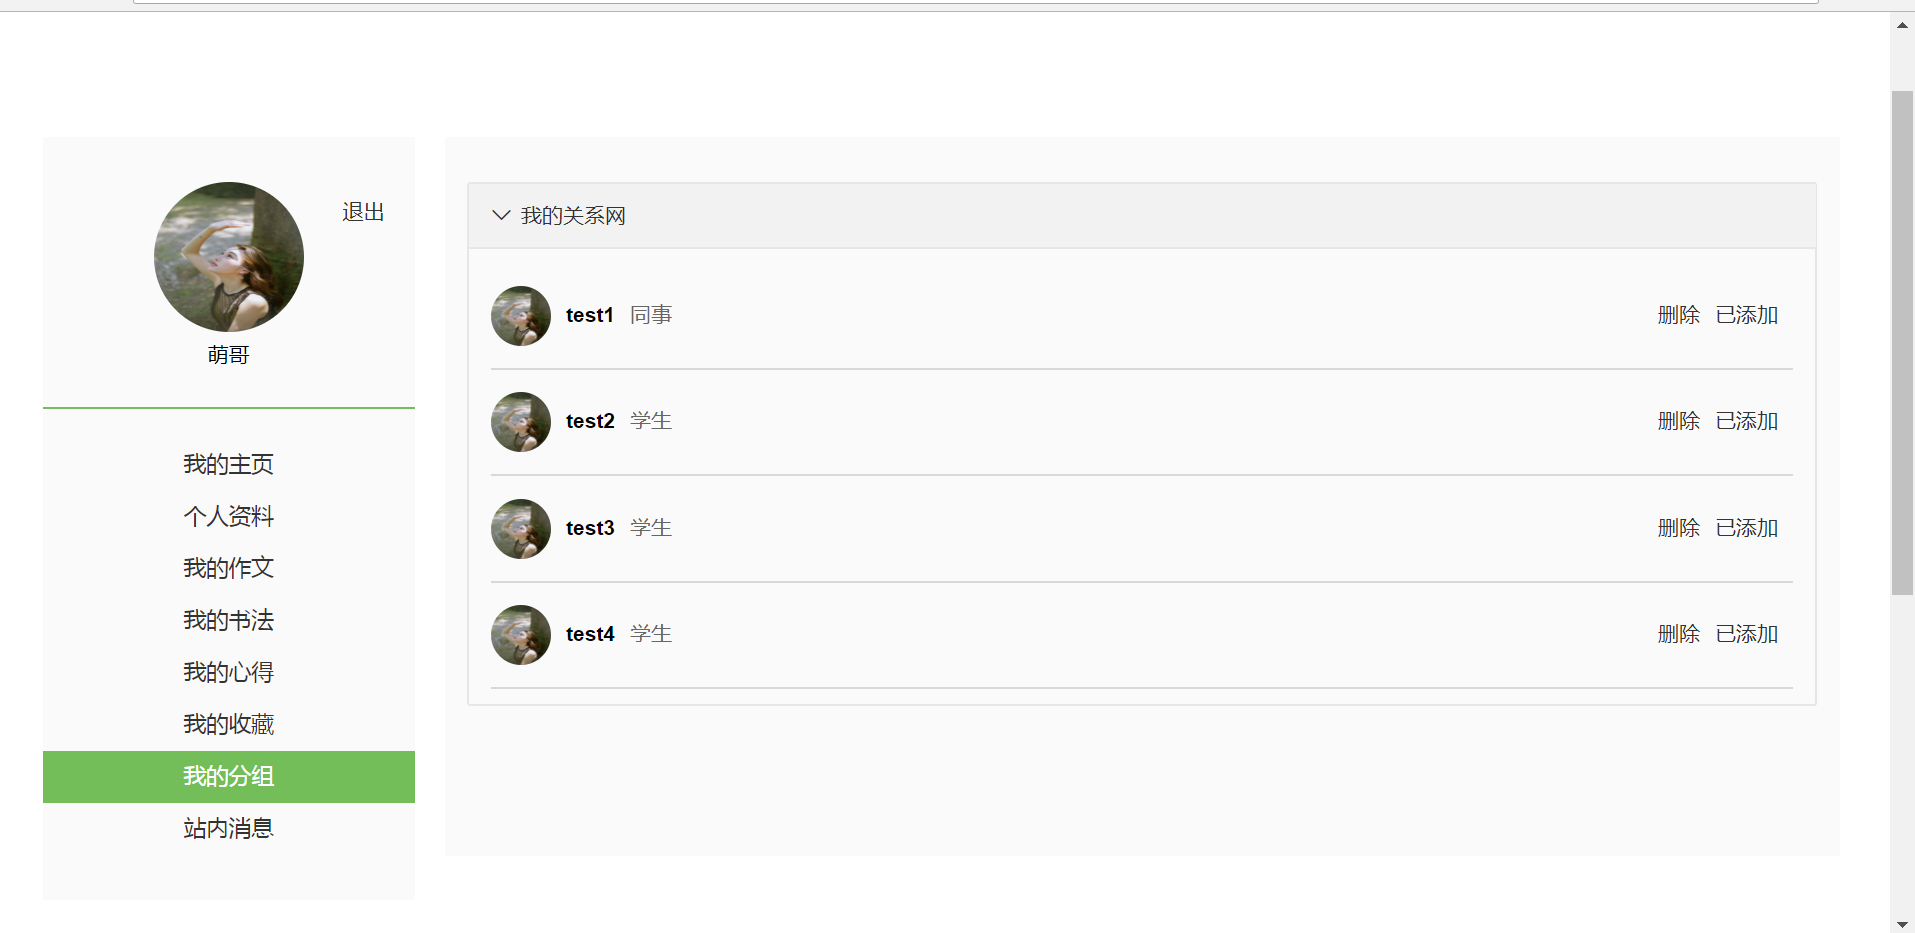 退出
萌哥
我的主页
个人资料
我的作文
我的书法
我的心得
我的收藏
我的分组
站内消息
我的关系网
test1 同事 删除 已添加
test2 学生 删除 已添加
test3 学生 删除 已添加
test4 学生 删除 已添加